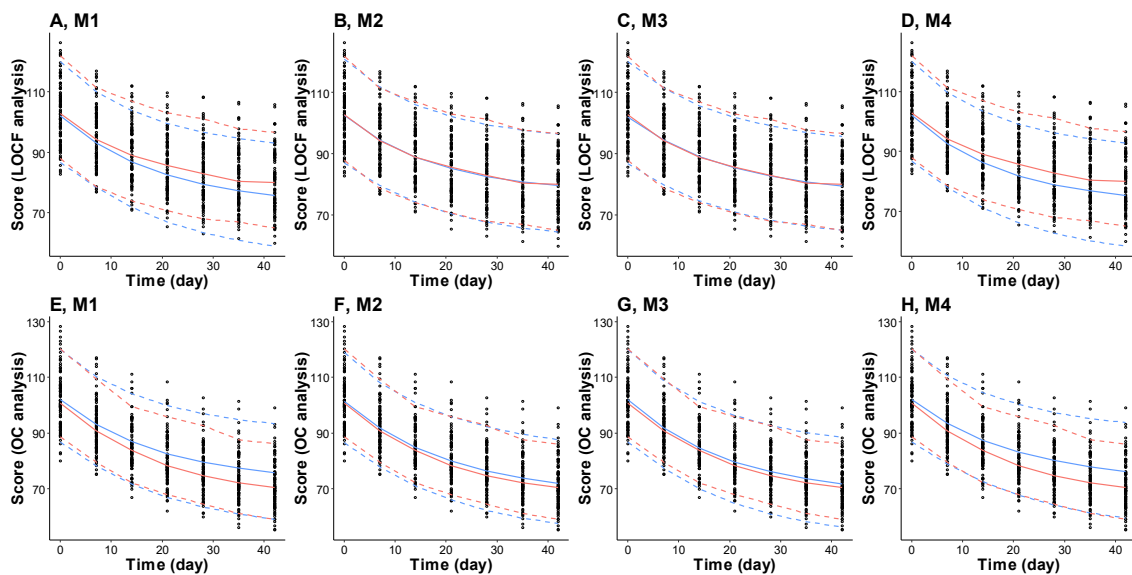 A, M1
B, M2
C, M3
D, M4
Score (LOCF analysis)
110
90
70
0 10 20 30 40
Time (day)
Score (LOCF analysis)
110
90
70
0 10 20 30 40
Time (day)
Score (LOCF analysis)
110
90
70
0 10 20 30 40
Time (day)
Score (LOCF analysis)
110
90
70
0 10 20 30 40
Time (day)
E, M1
F, M2
G, M3
H, M4
Score (OC analysis)
130
110
90
70
0 10 20 30 40
Time (day)
Score (OC analysis)
130
110
90
70
0 10 20 30 40
Time (day)
Score (OC analysis)
130
110
90
70
0 10 20 30 40
Time (day)
Score (OC analysis)
130
110
90
70
0 10 20 30 40
Time (day)